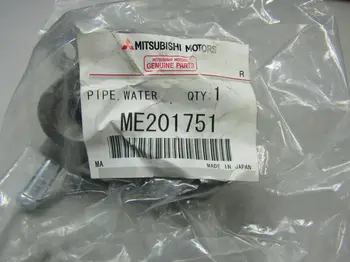 MITSUBISHI MOTORS
MITSUBISHI MOTORS
GENUINE PARTS
R
PIPE, WATER QTY 1
ME201751
MA MADE IN JAPAN